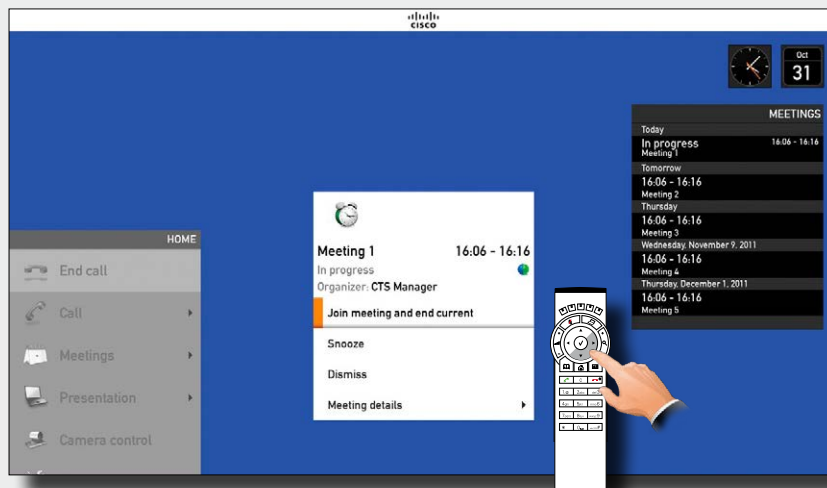 cisco
Oct
31
MEETINGS
Today
In progress 16:06 - 16:16
Meeting 1
Tomorrow
16:06 - 16:16
Meeting 2
Thursday
16:06 - 16:16
Meeting 3
Wednesday, November 9, 2011
16:06 - 16:16
Meeting 4
Thursday, December 1, 2011
16:06 - 16:16
Meeting 5
HOME
End call
Call
Meetings
Presentation
Camera control
Meeting 1 16:06 - 16:16
In progress
Organizer: CTS Manager
Join meeting and end current
Snooze
Dismiss
Meeting details